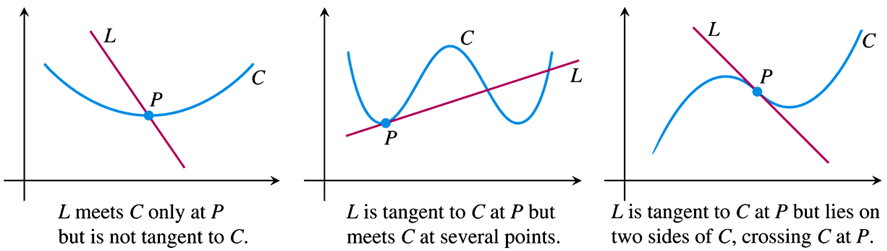 L
C
P
L meets C only at P
but is not tangent to C.
C
L
P
L is tangent to C at P but
meets C at several points.
L
C
P
L is tangent to C at P but lies on
two sides of C, crossing C at P.